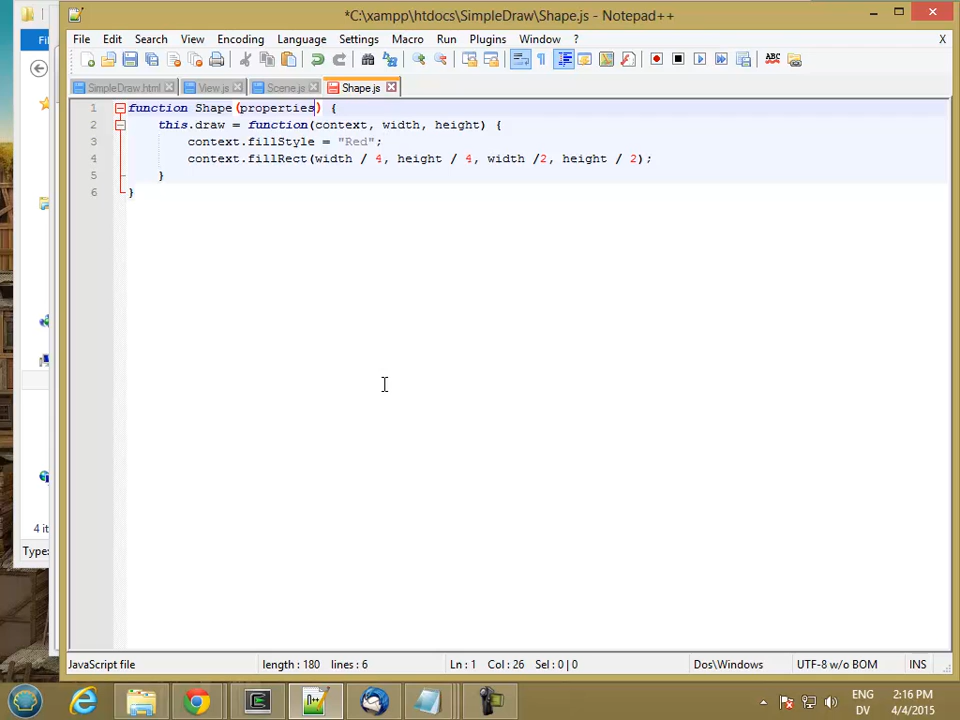 *C:\xampp\htdocs\SimpleDraw\Shape.js - Notepad++
File Edit Search View Encoding Language Settings Macro Run Plugins Window ? X
SimpleDraw.html View.js Scene.js Shape.js
1 function Shape(properties) {
2 this.draw = function(context, width, height) {
3 context.fillStyle = "Red";
4 context.fillRect(width / 4, height / 4, width /2, height / 2);
5 }
6 }
4 it
Type:
JavaScript file length : 180 lines : 6 Ln : 1 Col : 26 Sel : 0 | 0 Dos\Windows UTF-8 w/o BOM INS
ENG 2:16 PM
DV 4/4/2015